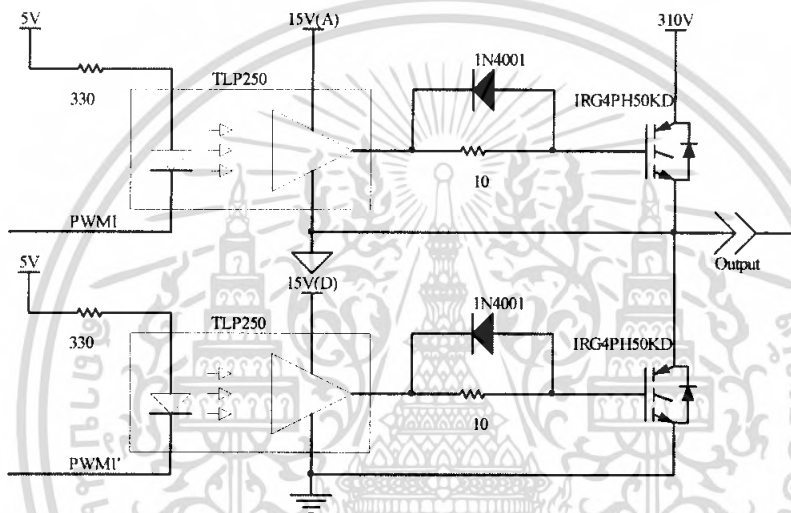 5V
15V(A)
310V
1N4001
TLP250
IRG4PH50KD
330
10
PWM1
Output
5V
15V(D)
1N4001
TLP250
IRG4PH50KD
330
10
PWM1'